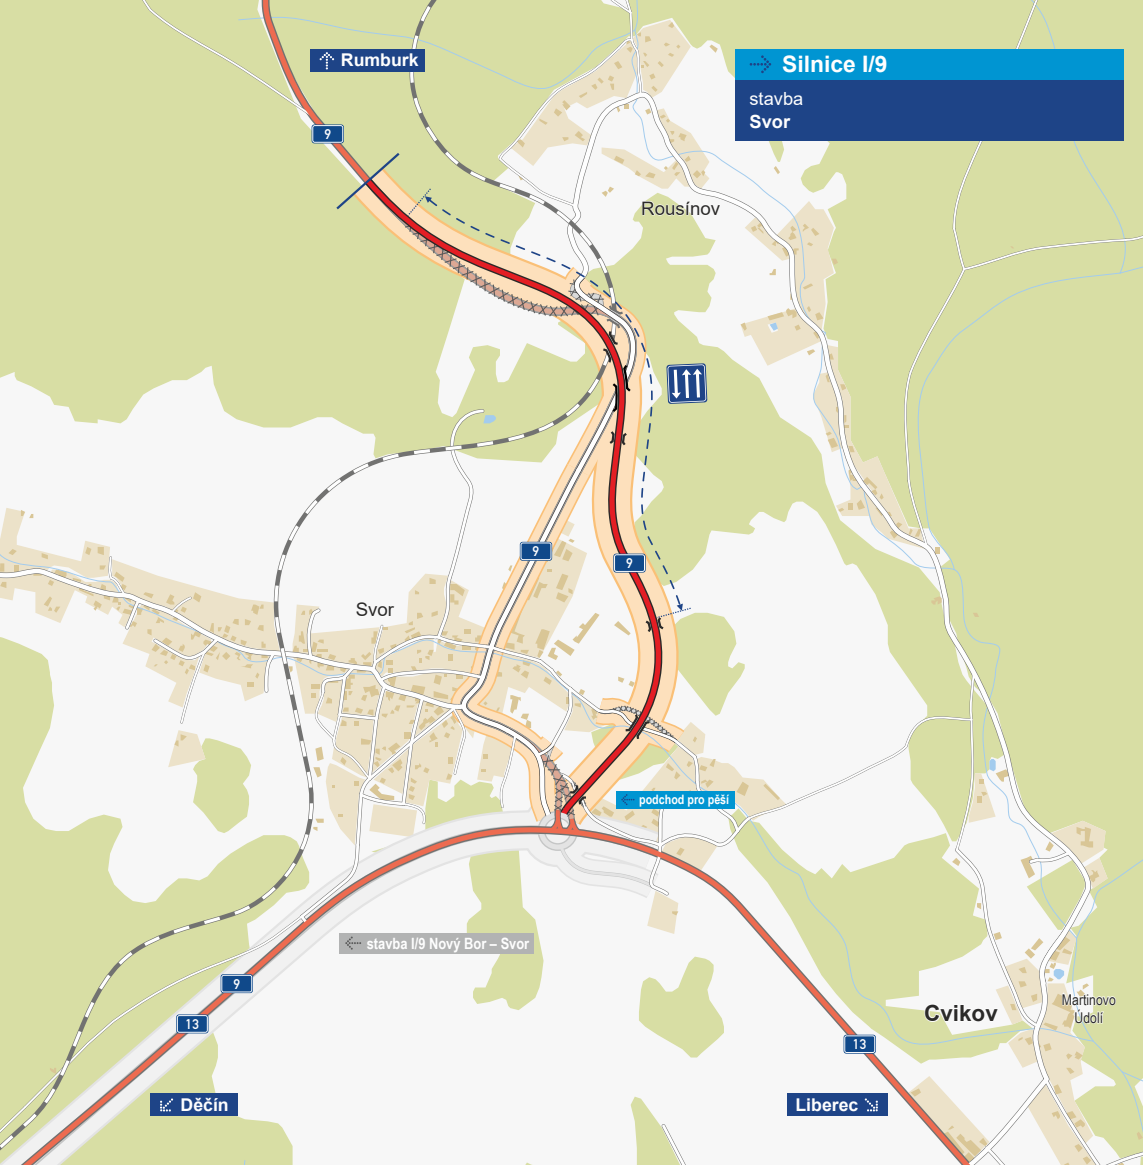 Rumburk
Silnice I/9
stavba
Svor
9
Rousínov
9
9
Svor
podchod pro pěší
stavba I/9 Nový Bor – Svor
9
13
Cvikov
Martinovo
Údolí
13
Děčín
Liberec